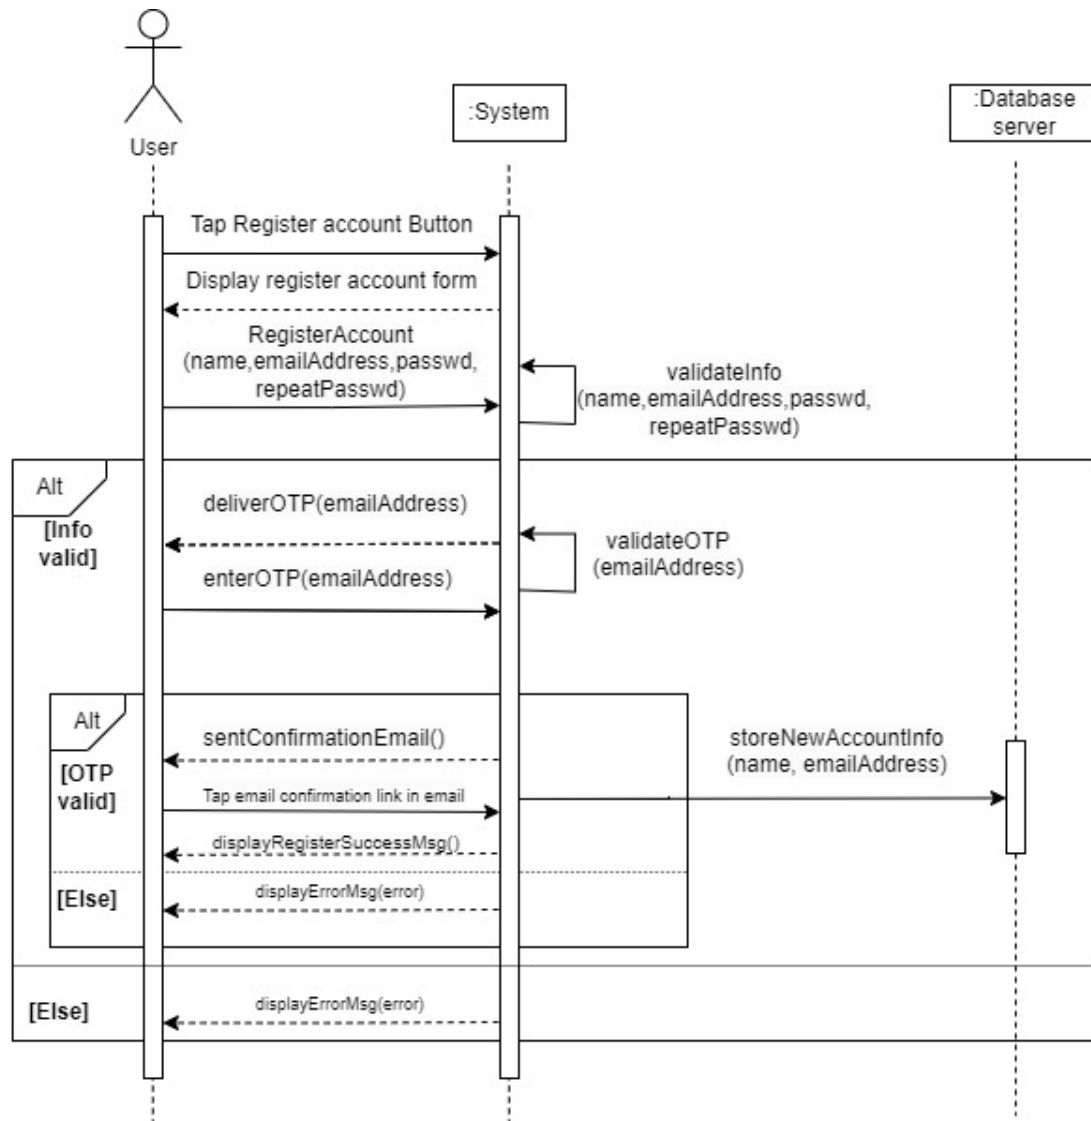 User
:System
:Database
server
Tap Register account Button
Display register account form
RegisterAccount
(name,emailAddress,passwd,
repeatPasswd)
validateInfo
(name,emailAddress,passwd,
repeatPasswd)
Alt
[Info
valid]
deliverOTP(emailAddress)
validateOTP
(emailAddress)
enterOTP(emailAddress)
Alt
[OTP
valid]
sentConfirmationEmail()
storeNewAccountInfo
(name, emailAddress)
Tap email confirmation link in email
displayRegisterSuccessMsg()
[Else]
displayErrorMsg(error)
[Else]
displayErrorMsg(error)